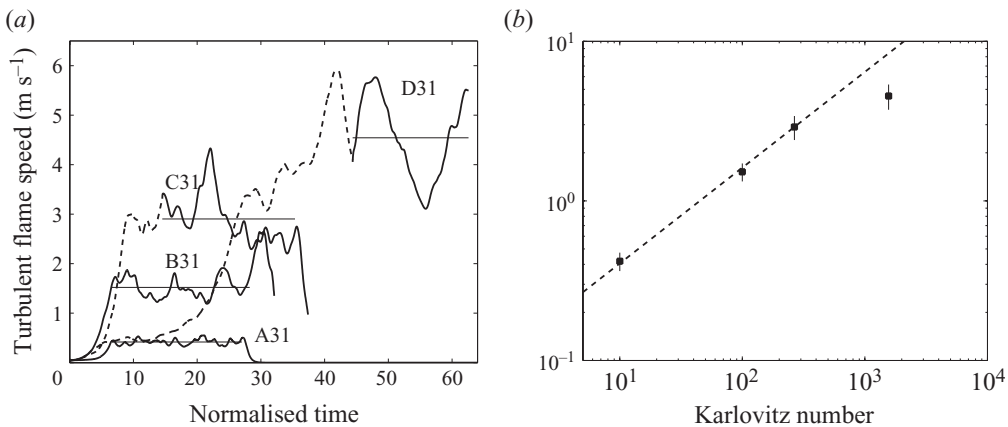 (a)
Turbulent flame speed (m s⁻¹)
6
5
4
3
2
1
0
10
20
30
40
50
60
Normalised time
D31
C31
B31
A31
(b)
10¹
10⁰
10⁻¹
10¹
10²
10³
10⁴
Karlovitz number